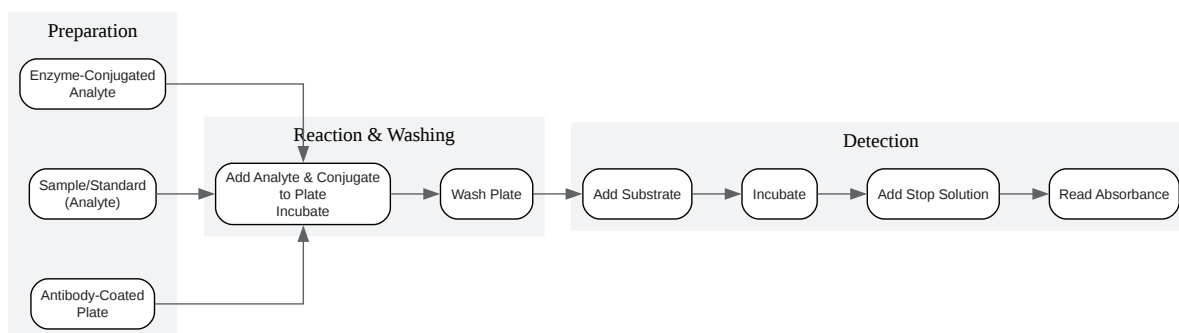 Preparation
Enzyme-Conjugated
Analyte
Sample/Standard
(Analyte)
Antibody-Coated
Plate
Reaction & Washing
Add Analyte & Conjugate
to Plate
Incubate
Wash Plate
Detection
Add Substrate
Incubate
Add Stop Solution
Read Absorbance